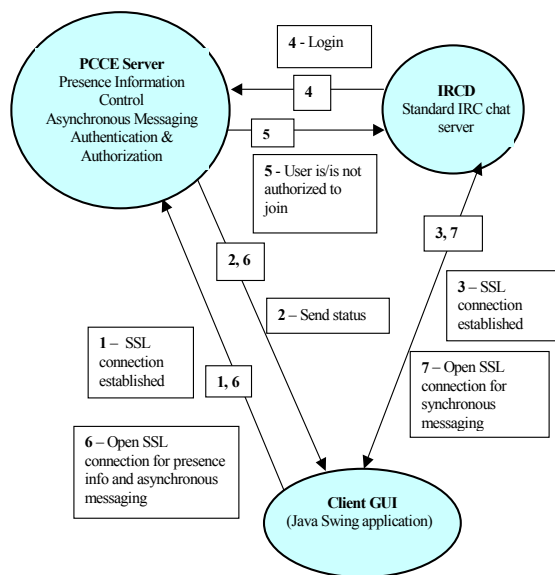 PCCE Server
Presence Information
Control
Asynchronous Messaging
Authentication &
Authorization
4 - Login
4
IRCD
Standard IRC chat
server
5
5 - User is/is not
authorized to
join
2, 6
3, 7
2 – Send status
3 – SSL
connection
established
1 – SSL
connection
established
1, 6
7 – Open SSL
connection for
synchronous
messaging
6 – Open SSL
connection for presence
info and asynchronous
messaging
Client GUI
(Java Swing application)